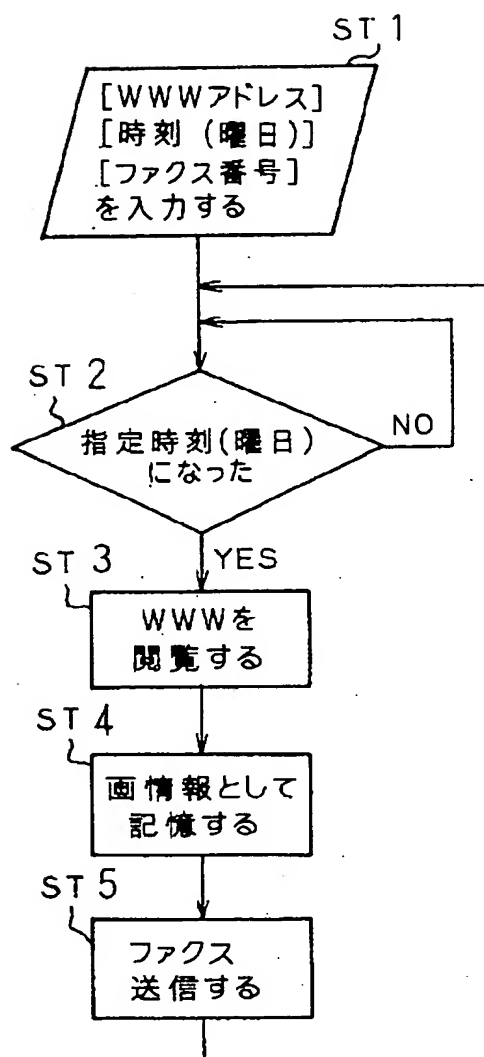 ST 1
[WWWアドレス]
[時刻(曜日)]
[ファクス番号]
を入力する
ST 2
指定時刻(曜日)
になった
NO
YES
ST 3
WWWを
閲覧する
ST 4
画情報として
記憶する
ST 5
ファクス
送信する